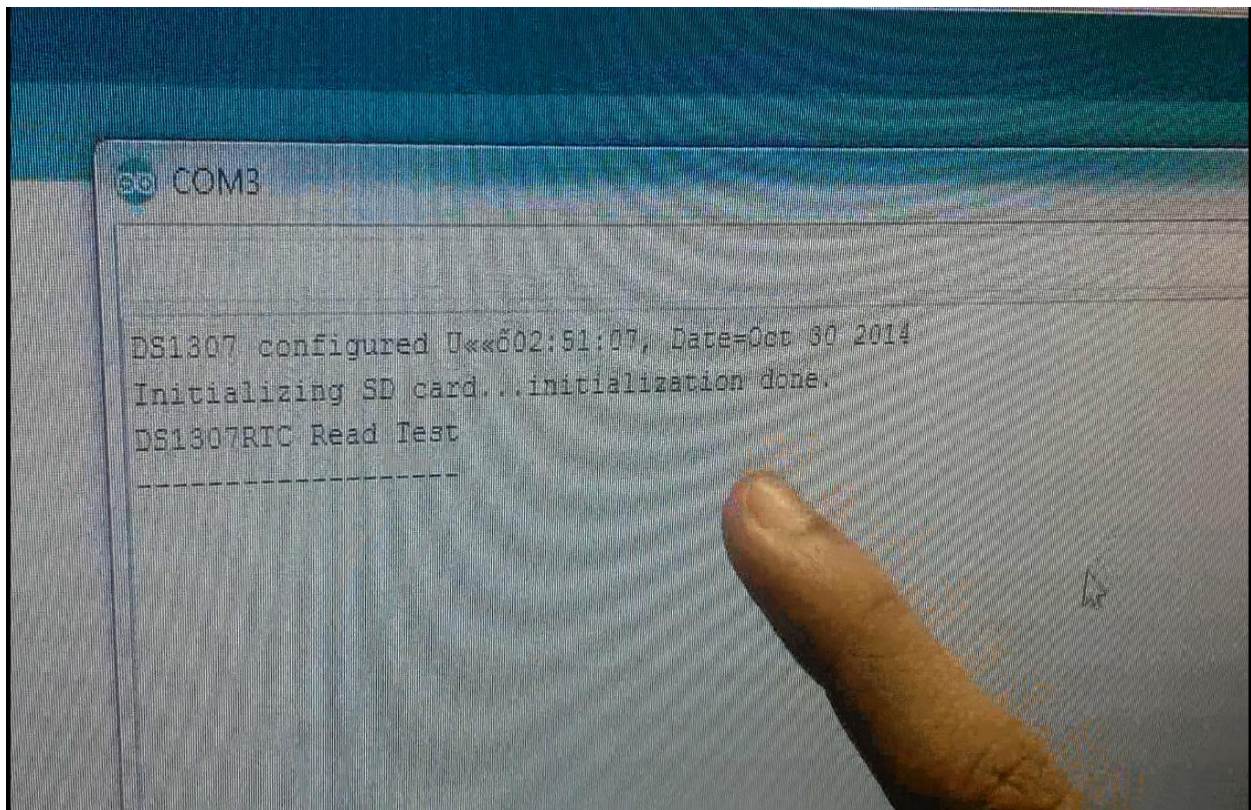 COM3
DS1307 configured U««õ02:51:07, Date=Oct 30 2014
Initializing SD card...initialization done.
DS1307RTC Read Test
-------------------